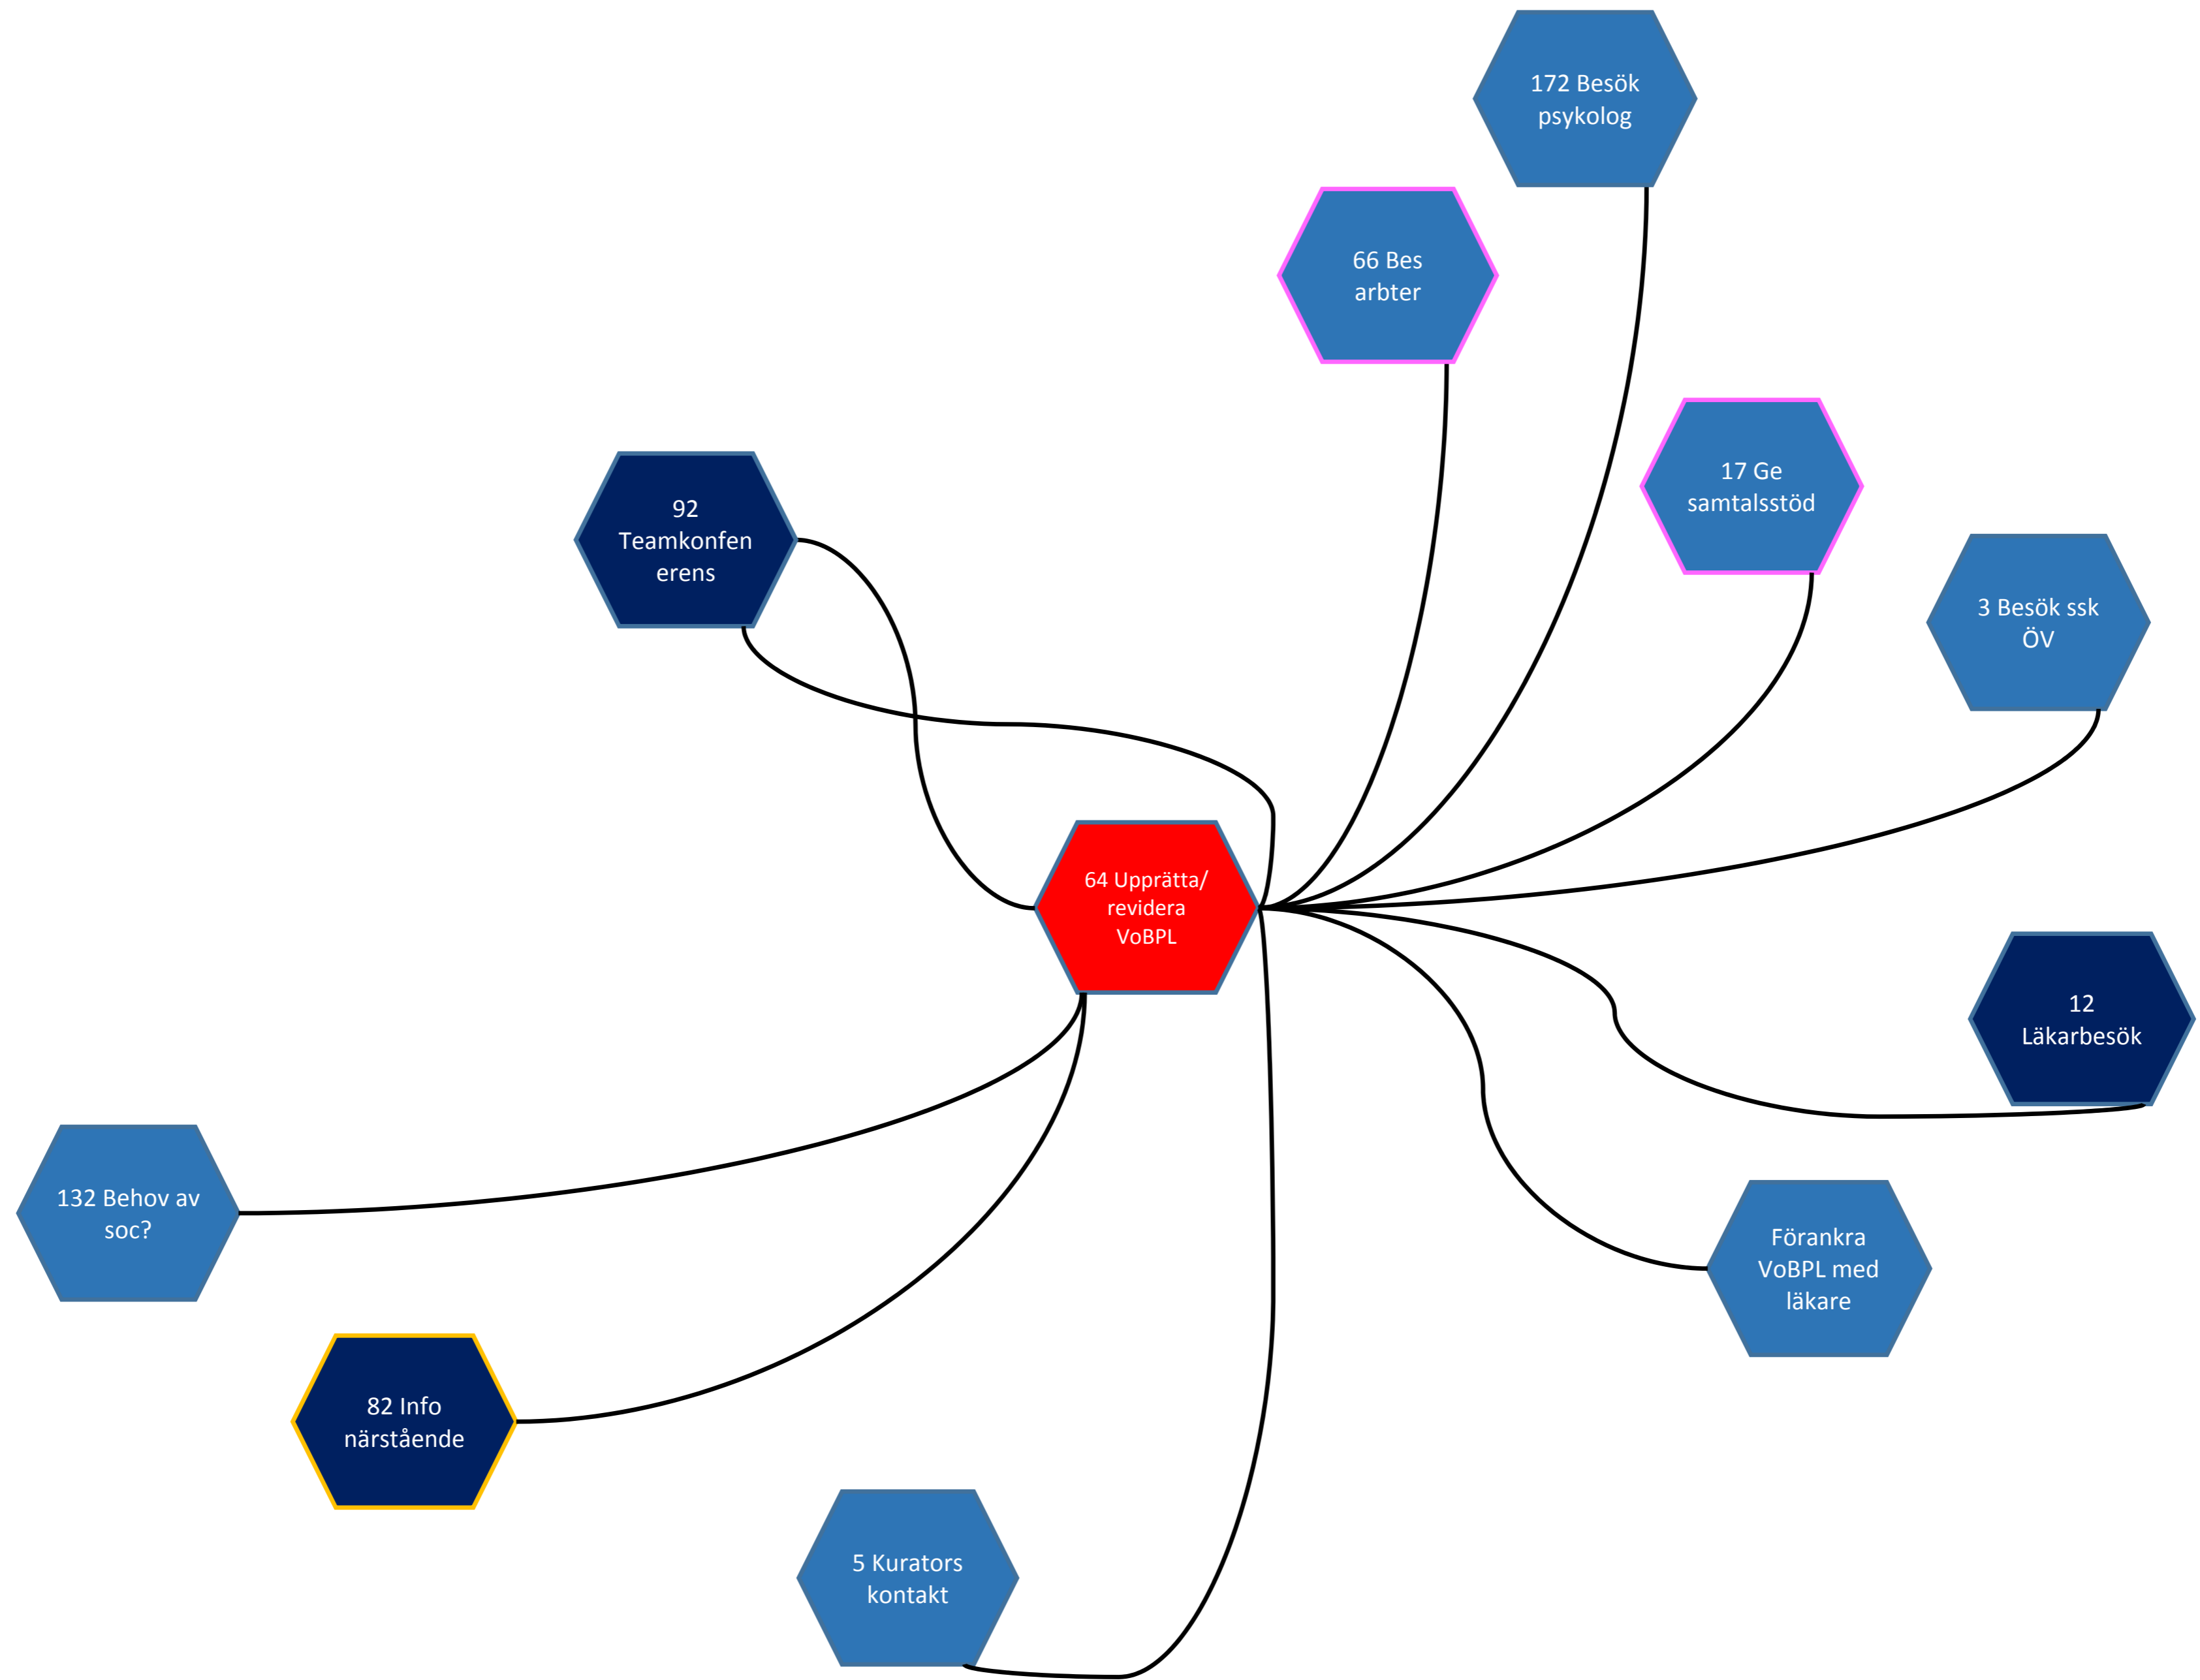 172 Besök
psykolog
66 Bes
arbter
17 Ge
samtalsstöd
92
Teamkonfen
erens
3 Besök ssk
ÖV
64 Upprätta/
revidera
VoBPL
12
Läkarbesök
132 Behov av
soc?
Förankra
VoBPL med
läkare
82 Info
närstående
5 Kurators
kontakt